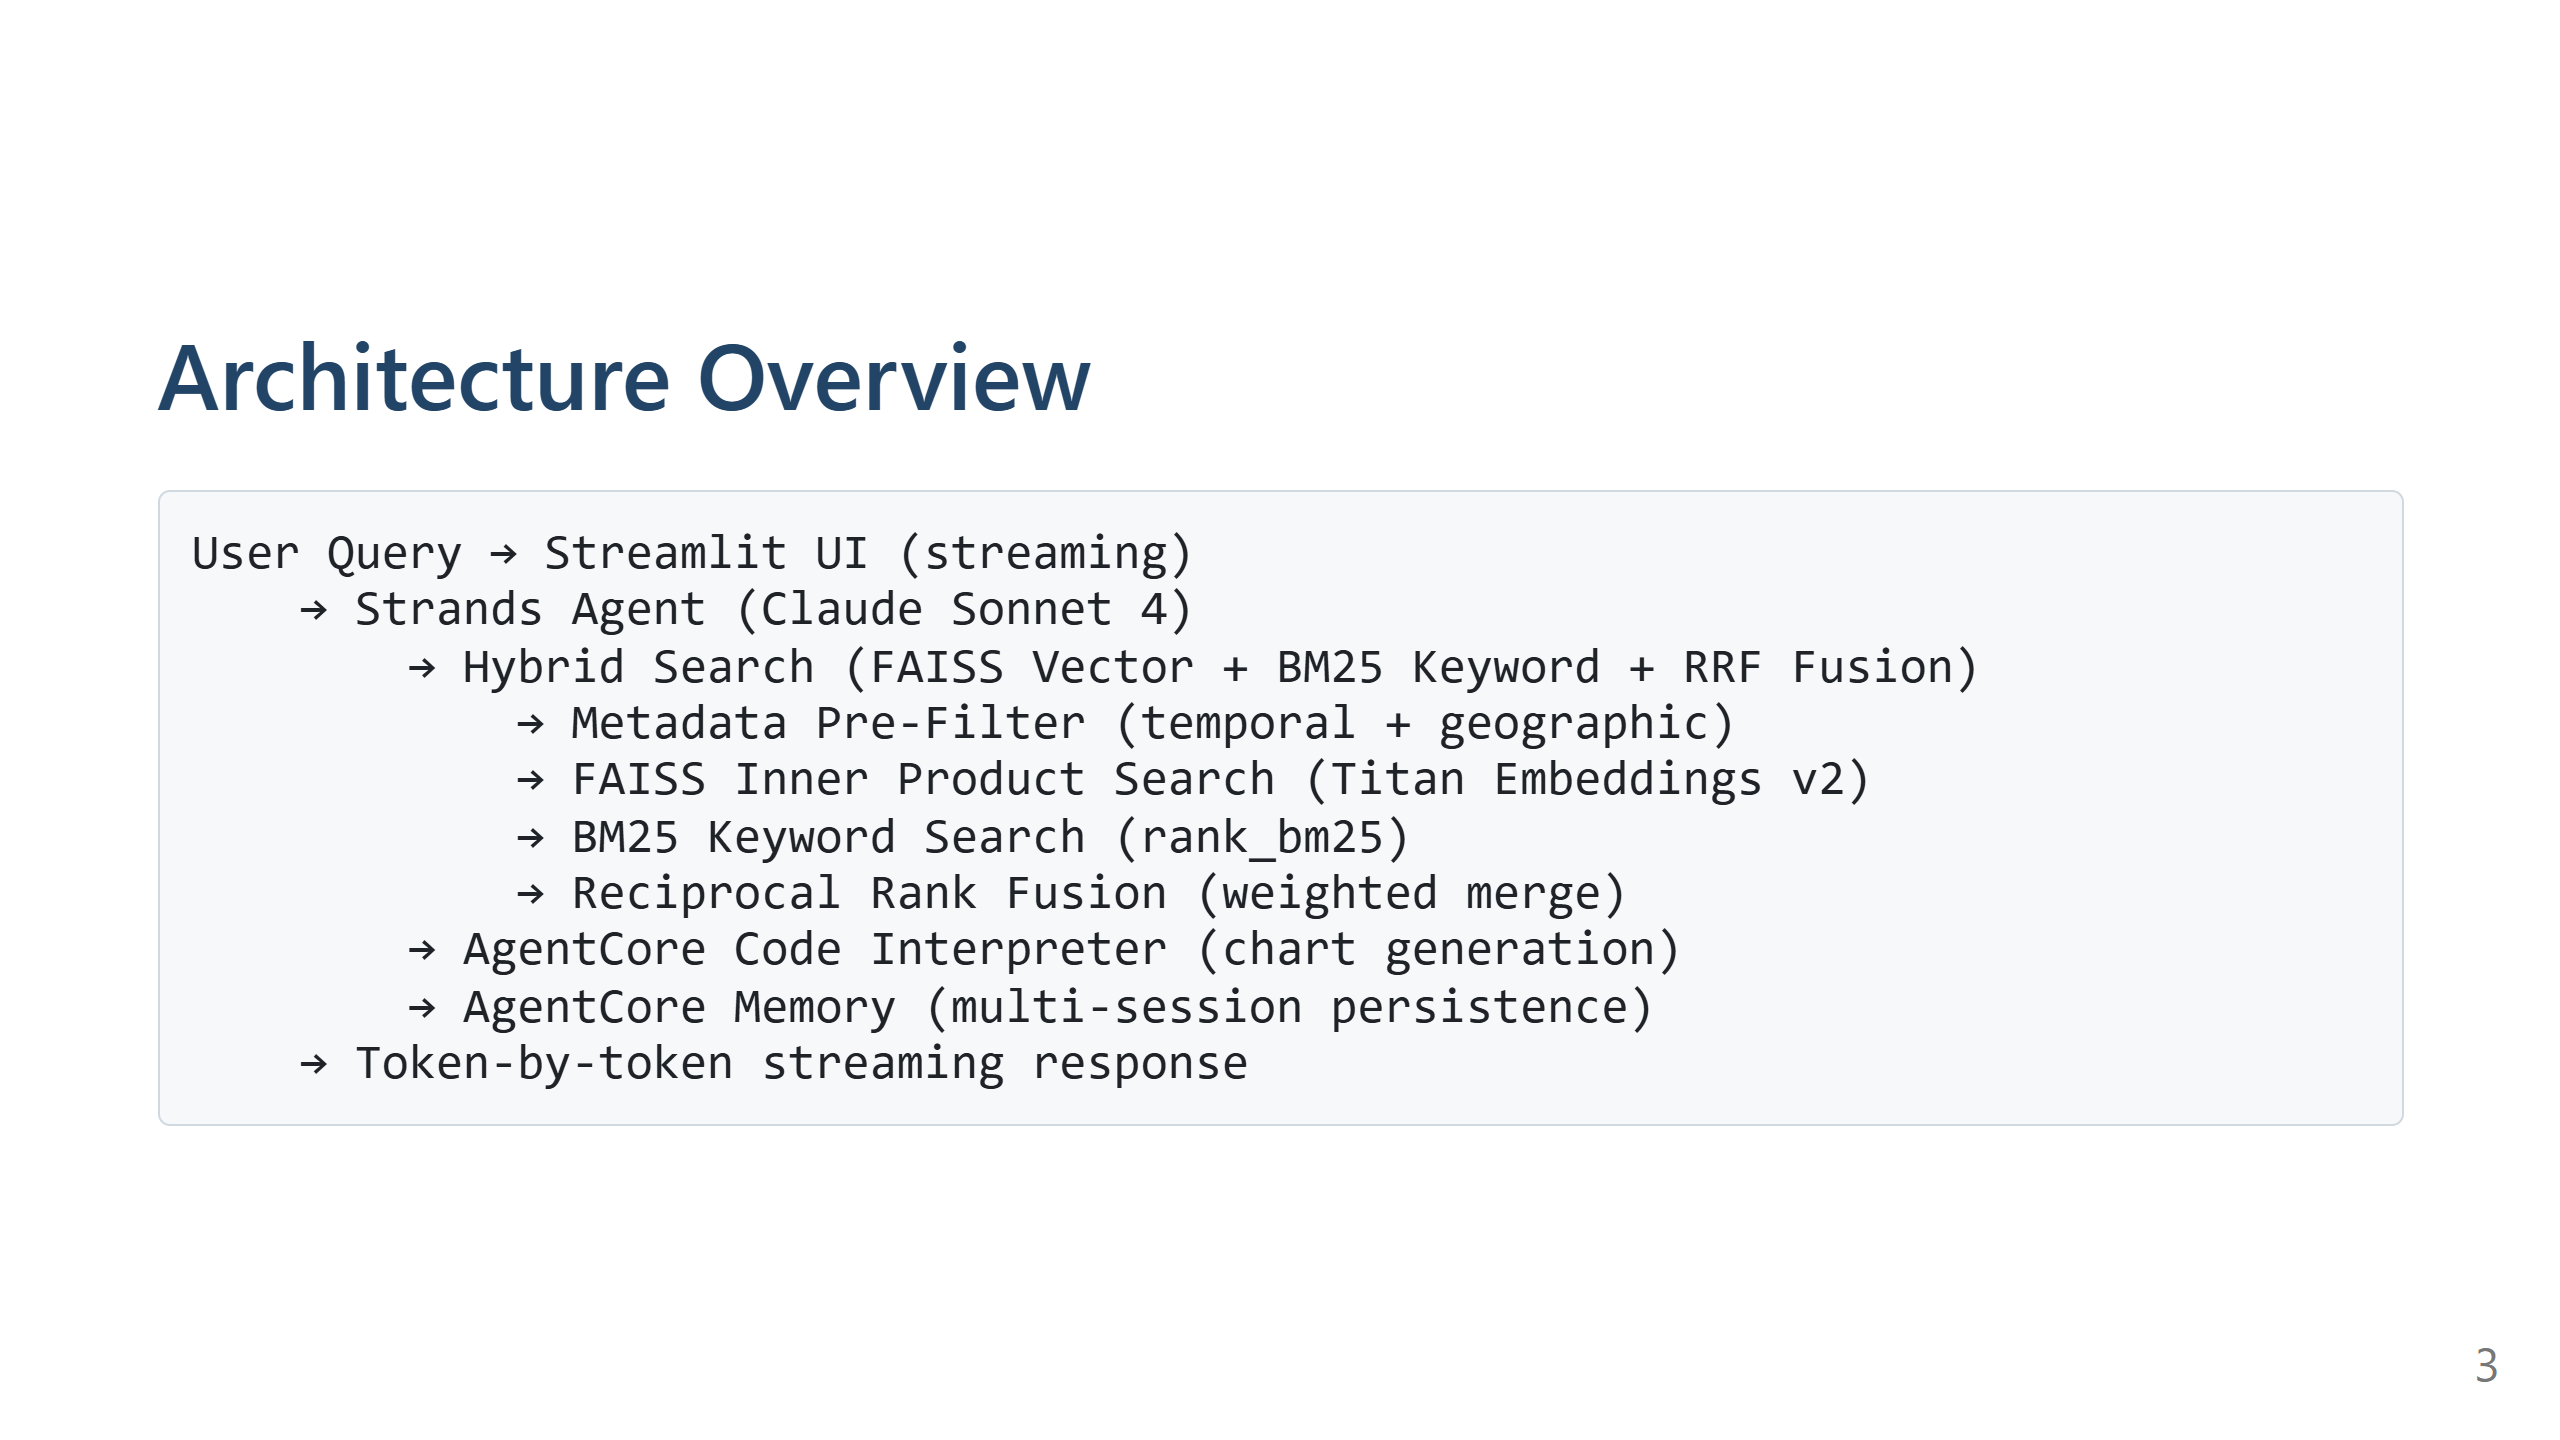 Architecture Overview
User Query → Streamlit UI (streaming)
    → Strands Agent (Claude Sonnet 4)
        → Hybrid Search (FAISS Vector + BM25 Keyword + RRF Fusion)
            → Metadata Pre-Filter (temporal + geographic)
            → FAISS Inner Product Search (Titan Embeddings v2)
            → BM25 Keyword Search (rank_bm25)
            → Reciprocal Rank Fusion (weighted merge)
        → AgentCore Code Interpreter (chart generation)
        → AgentCore Memory (multi-session persistence)
    → Token-by-token streaming response
3